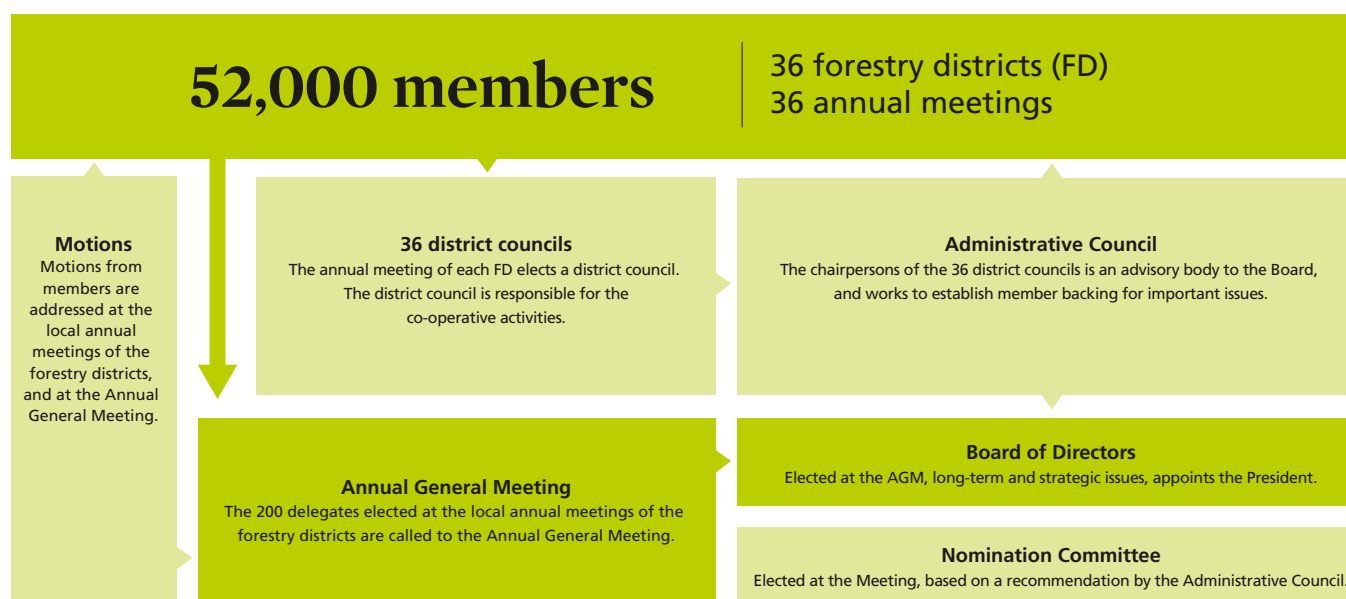 52,000 members
36 forestry districts (FD)
36 annual meetings
Motions
Motions from
members are
addressed at the
local annual
meetings of the
forestry districts,
and at the Annual
General Meeting.
36 district councils
The annual meeting of each FD elects a district council.
The district council is responsible for the
co-operative activities.
Administrative Council
The chairpersons of the 36 district councils is an advisory body to the Board,
and works to establish member backing for important issues.
Annual General Meeting
The 200 delegates elected at the local annual meetings of the
forestry districts are called to the Annual General Meeting.
Board of Directors
Elected at the AGM, long-term and strategic issues, appoints the President.
Nomination Committee
Elected at the Meeting, based on a recommendation by the Administrative Council.